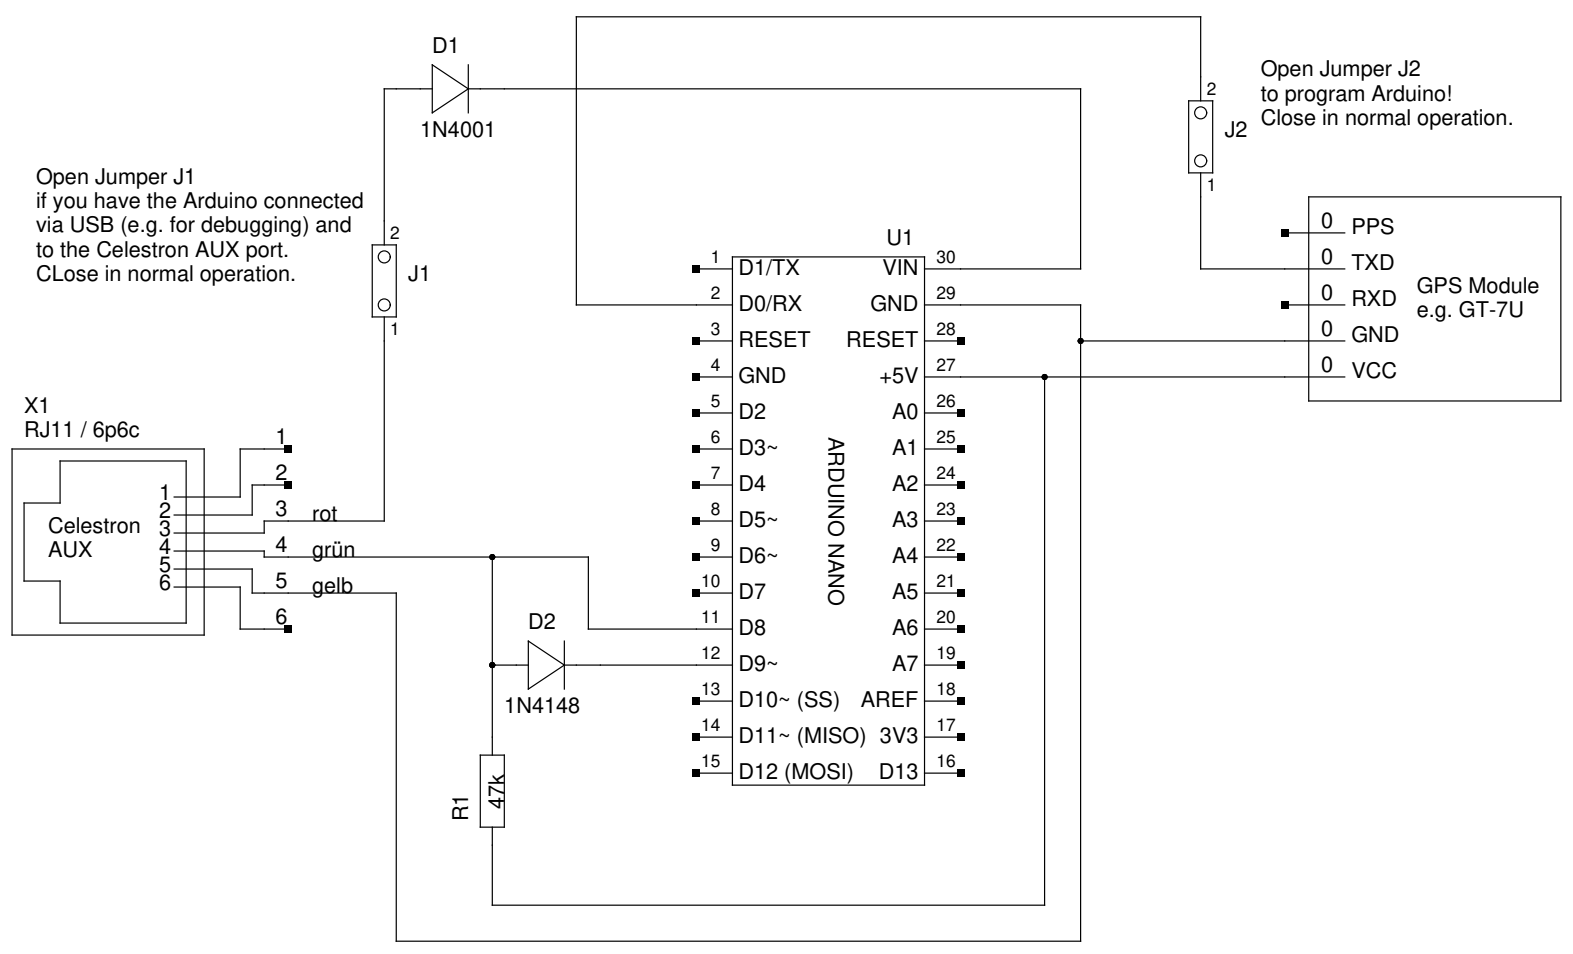 D1
1N4001
Open Jumper J2
to program Arduino!
Close in normal operation.
2
J2
1
Open Jumper J1
if you have the Arduino connected
via USB (e.g. for debugging) and
to the Celestron AUX port.
CLose in normal operation.
2
J1
1
X1
RJ11 / 6p6c
Celestron
AUX
1
2
3
4
5
6
1
2
3 rot
4 grün
5 gelb
6
D2
1N4148
R1
47k
U1
ARDUINO NANO
1 D1/TX VIN 30
2 D0/RX GND 29
3 RESET RESET 28
4 GND +5V 27
5 D2 A0 26
6 D3~ A1 25
7 D4 A2 24
8 D5~ A3 23
9 D6~ A4 22
10 D7 A5 21
11 D8 A6 20
12 D9~ A7 19
13 D10~ (SS) AREF 18
14 D11~ (MISO) 3V3 17
15 D12 (MOSI) D13 16
0 PPS
0 TXD
0 RXD
0 GND
0 VCC
GPS Module
e.g. GT-7U